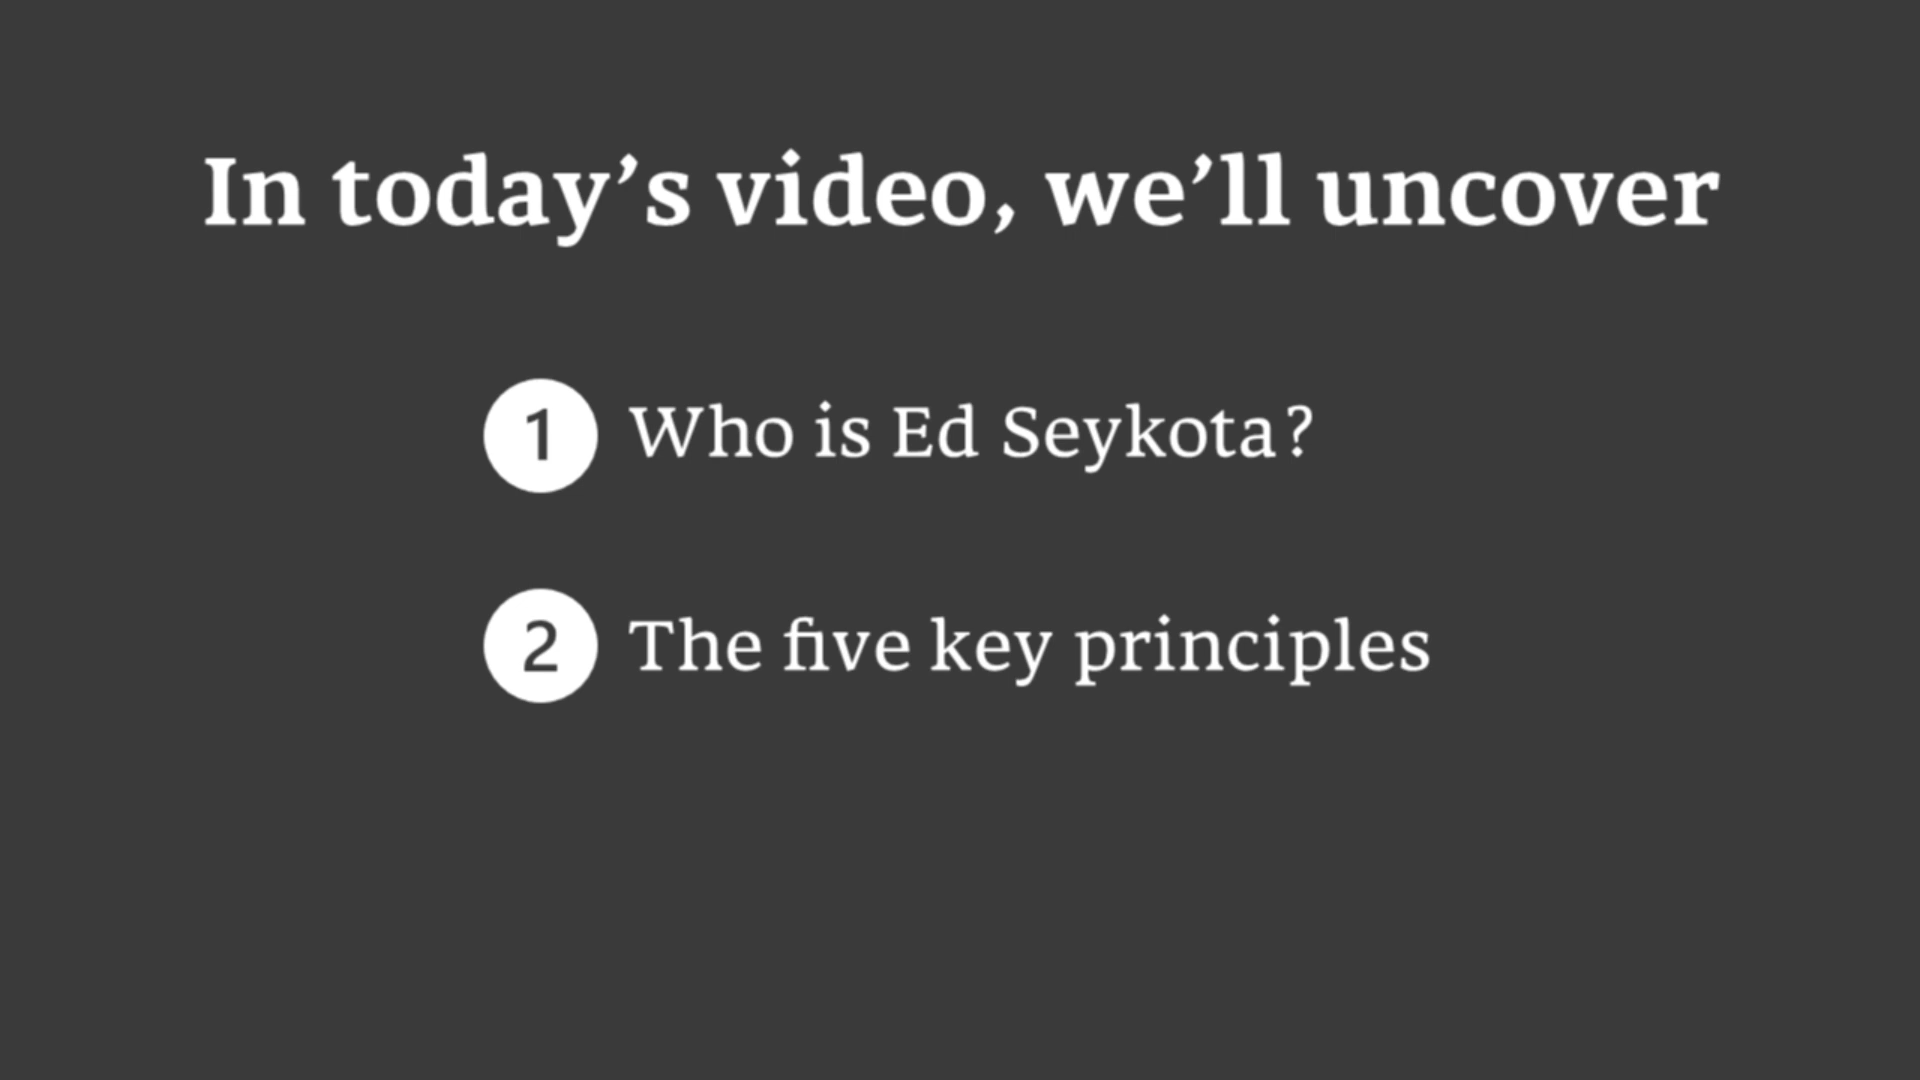 In today’s video, we’ll uncover
1 Who is Ed Seykota?
2 The five key principles